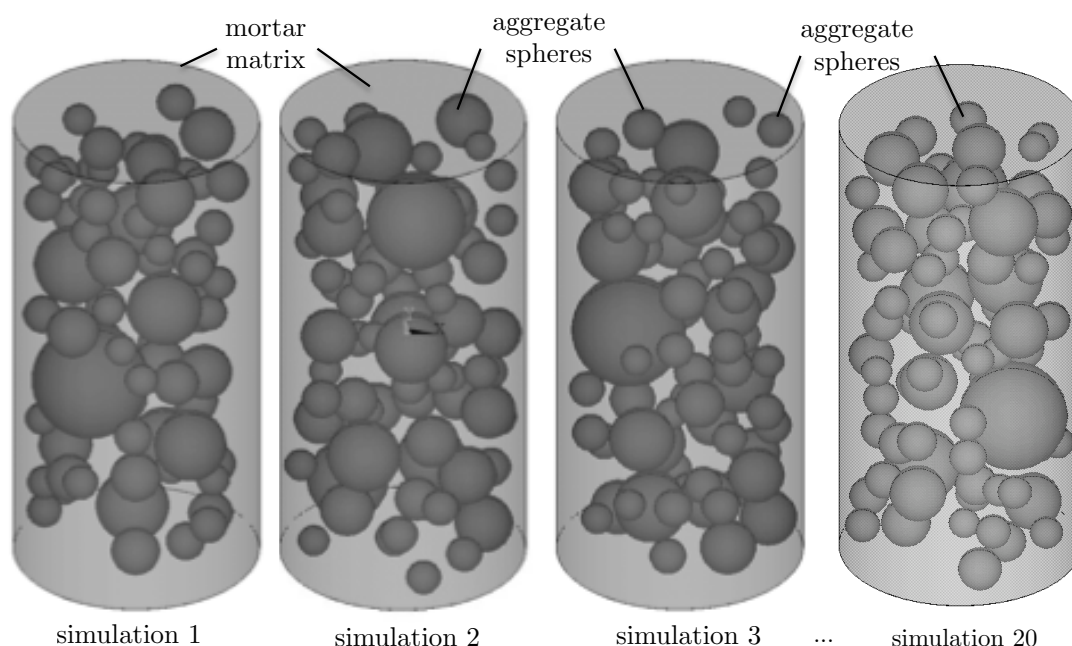 mortar
matrix
aggregate
spheres
aggregate
spheres
simulation 1
simulation 2
simulation 3
...
simulation 20